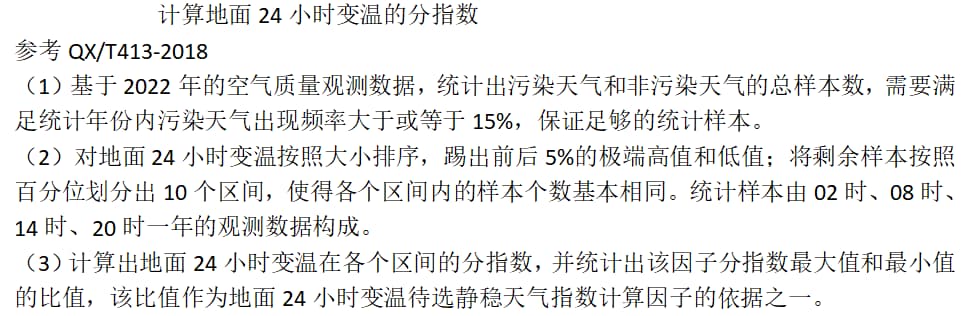 计算地面 24 小时变温的分指数
参考 QX/T413-2018
（1）基于 2022 年的空气质量观测数据，统计出污染天气和非污染天气的总样本数，需要满
足统计年份内污染天气出现频率大于或等于 15%，保证足够的统计样本。
（2）对地面 24 小时变温按照大小排序，踢出前后 5%的极端高值和低值；将剩余样本按照
百分位划分出 10 个区间，使得各个区间内的样本个数基本相同。统计样本由 02 时、08 时、
14 时、20 时一年的观测数据构成。
（3）计算出地面 24 小时变温在各个区间的分指数，并统计出该因子分指数最大值和最小值
的比值，该比值作为地面 24 小时变温待选静稳天气指数计算因子的依据之一。